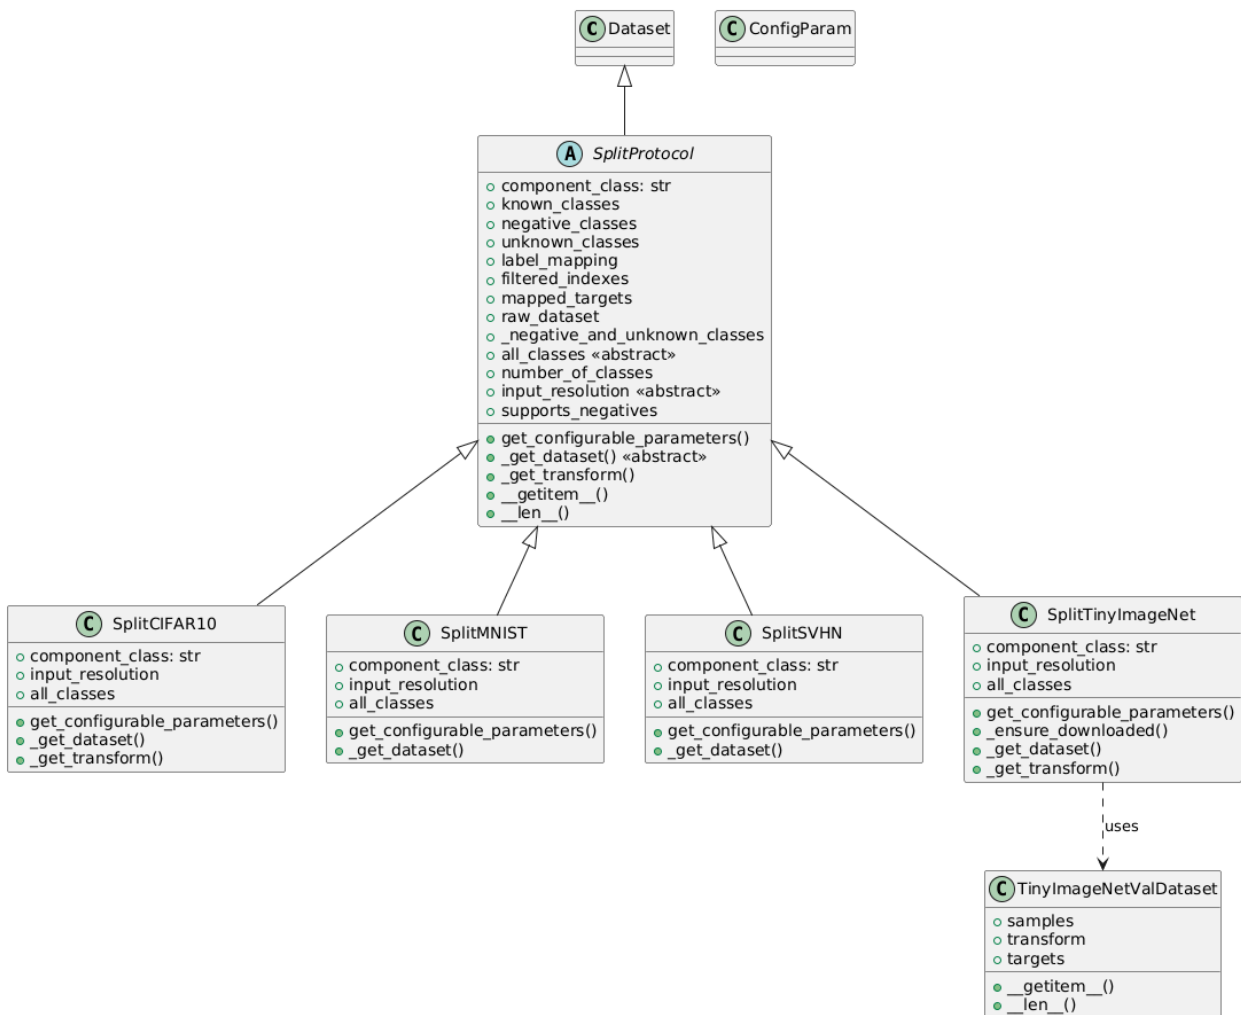 C Dataset
C ConfigParam
A SplitProtocol
component_class: str
known_classes
negative_classes
unknown_classes
label_mapping
filtered_indexes
mapped_targets
raw_dataset
_negative_and_unknown_classes
all_classes «abstract»
number_of_classes
input_resolution «abstract»
supports_negatives
get_configurable_parameters()
_get_dataset() «abstract»
_get_transform()
__getitem__()
__len__()
C SplitCIFAR10
component_class: str
input_resolution
all_classes
get_configurable_parameters()
_get_dataset()
_get_transform()
C SplitMNIST
component_class: str
input_resolution
all_classes
get_configurable_parameters()
_get_dataset()
C SplitSVHN
component_class: str
input_resolution
all_classes
get_configurable_parameters()
_get_dataset()
C SplitTinyImageNet
component_class: str
input_resolution
all_classes
get_configurable_parameters()
_ensure_downloaded()
_get_dataset()
_get_transform()
uses
C TinyImageNetValDataset
samples
transform
targets
__getitem__()
__len__()